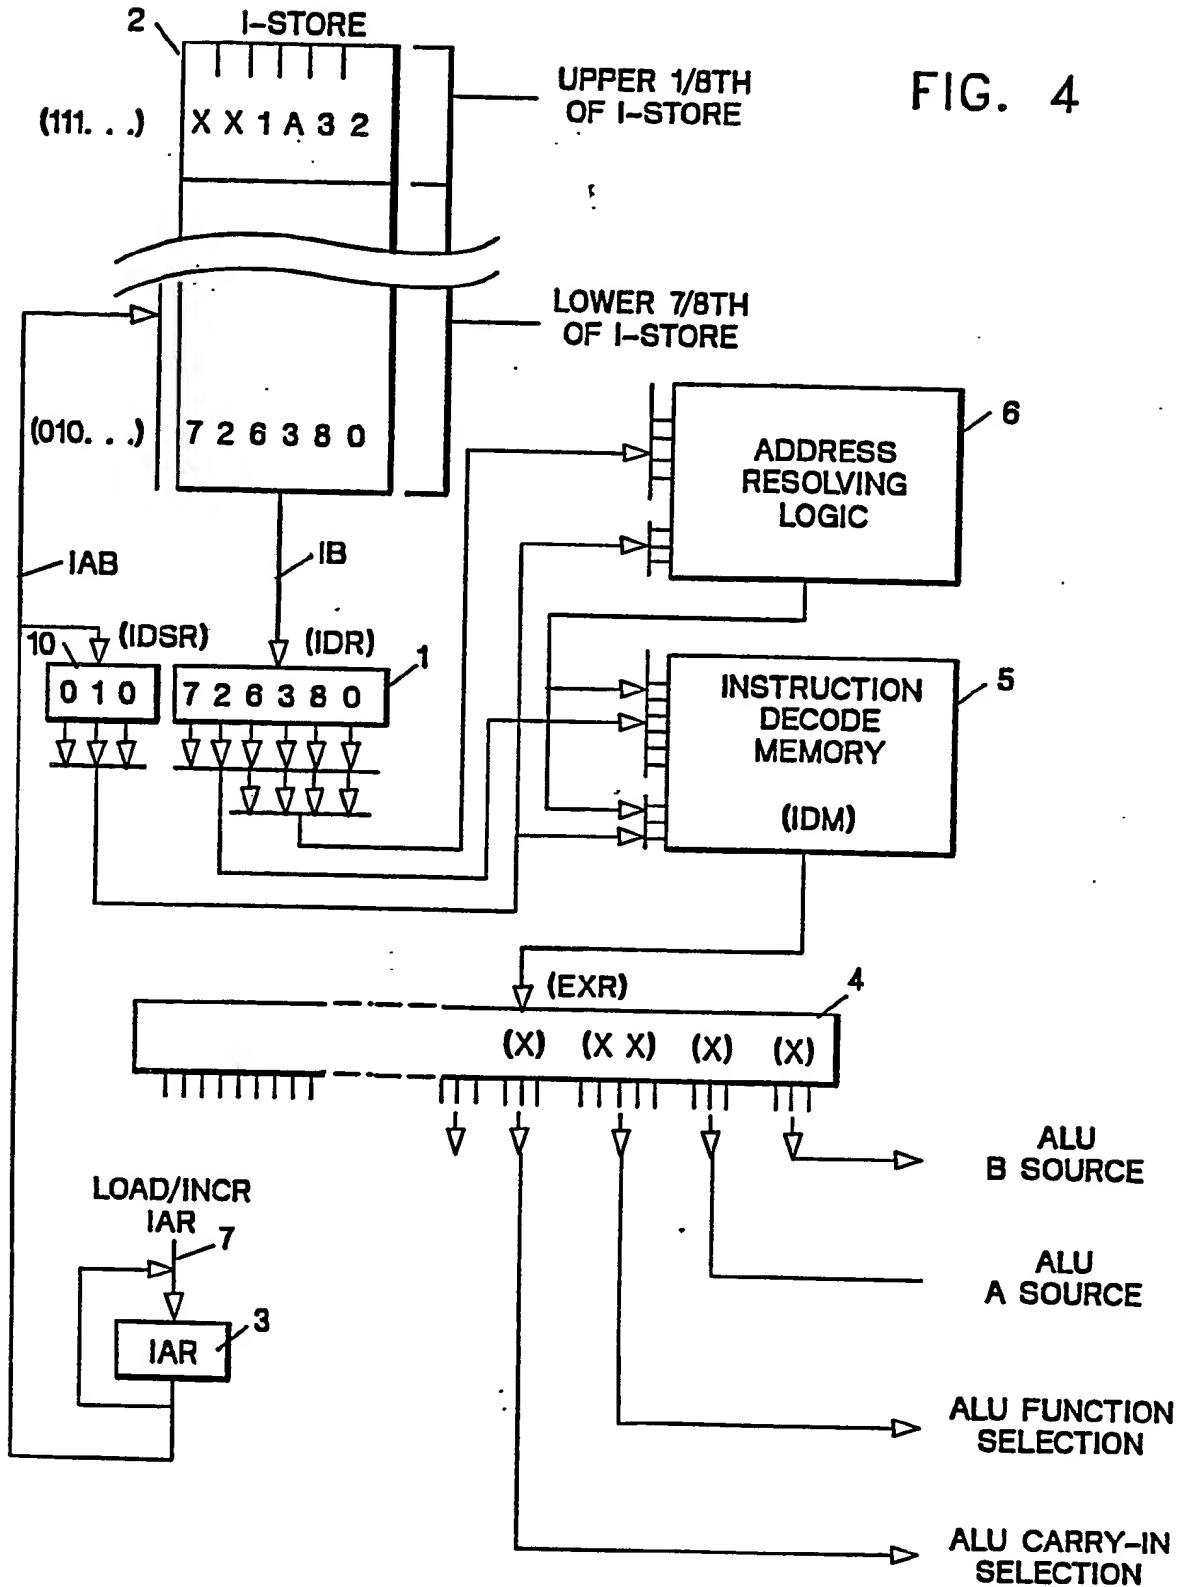 2 I-STORE
FIG. 4
UPPER 1/8TH
OF I-STORE
(111. . .) X X 1 A 3 2
LOWER 7/8TH
OF I-STORE
(010. . .) 7 2 6 3 8 0
6
ADDRESS
RESOLVING
LOGIC
IAB
IB
10 (IDSR) (IDR) 1
0 1 0 7 2 6 3 8 0
5
INSTRUCTION
DECODE
MEMORY
(IDM)
(EXR) 4
(X) (X X) (X) (X)
ALU
B SOURCE
LOAD/INCR
IAR
7
ALU
A SOURCE
3
IAR
ALU FUNCTION
SELECTION
ALU CARRY-IN
SELECTION